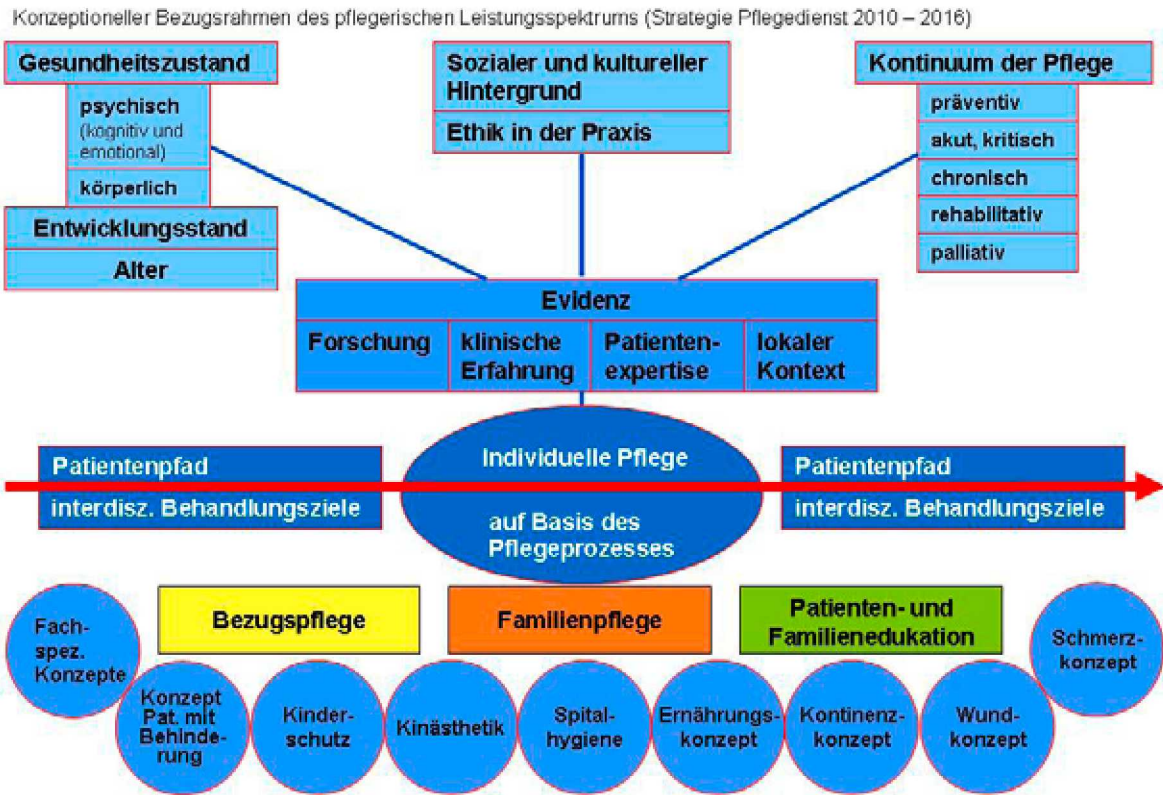 Konzeptioneller Bezugsrahmen des pflegerischen Leistungsspektrums (Strategie Pflegedienst 2010 – 2016)
Gesundheitszustand
psychisch
(kognitiv und
emotional)
körperlich
Entwicklungsstand
Alter
Sozialer und kultureller
Hintergrund
Ethik in der Praxis
Kontinuum der Pflege
präventiv
akut, kritisch
chronisch
rehabilitativ
palliativ
Evidenz
Forschung
klinische
Erfahrung
Patienten-
expertise
lokaler
Kontext
Patientenpfad
interdisz. Behandlungsziele
Individuelle Pflege
auf Basis des
Pflegeprozesses
Patientenpfad
interdisz. Behandlungsziele
Bezugspflege
Familienpflege
Patienten- und
Familienedukation
Fach-
spez.
Konzepte
Konzept
Pat. mit
Behinde-
rung
Kinder-
schutz
Kinästhetik
Spital-
hygiene
Ernährungs-
konzept
Kontinenz-
konzept
Wund-
konzept
Schmerz-
konzept